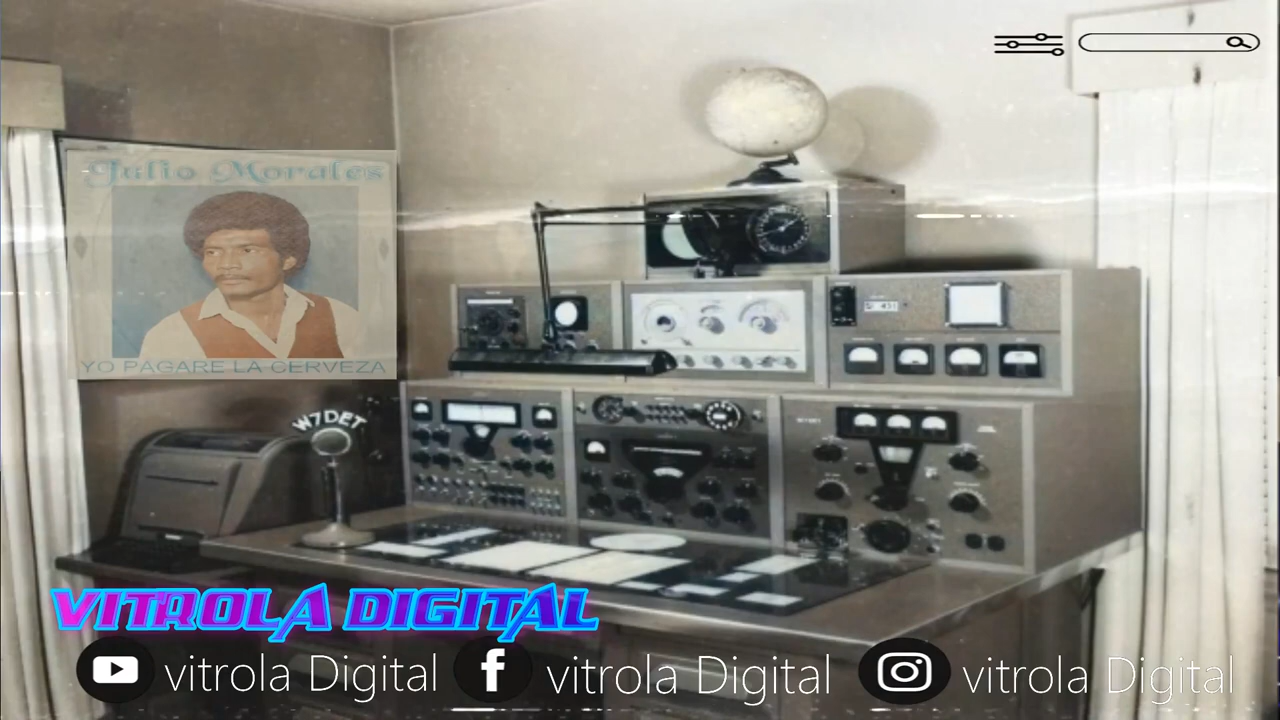 Julio Morales
YO PAGARE LA CERVEZA
W7DET
VITROLA DIGITAL
vitrola Digital
vitrola Digital
vitrola Digital